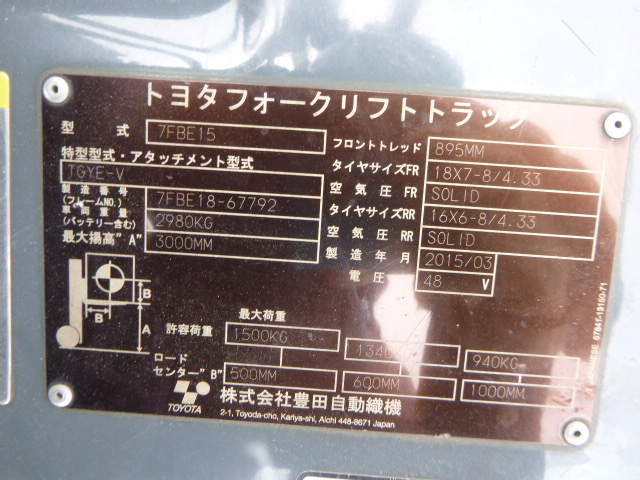 トヨタフォークリフトトラック
型 式 7FBE15
特型型式・アタッチメント型式
TGYE-V
製造番号
(フレームNO.) 7FBE18-67792
車両重量
(バッテリー含む) 2980KG
最大揚高"A" 3000MM
フロントトレッド 895MM
タイヤサイズFR 18X7-8/4.33
空気圧 FR SOLID
タイヤサイズRR 16X6-8/4.33
空気圧 RR SOLID
製造年月 2015/03
電圧 48 V
B
B
A
最大荷重
許容荷重 1500KG 940KG
ロード
センター"B" 500MM 600MM 1000MM
TOYOTA
株式会社豊田自動織機
2-1, Toyoda-cho, Kariya-shi, Aichi 448-8671 Japan